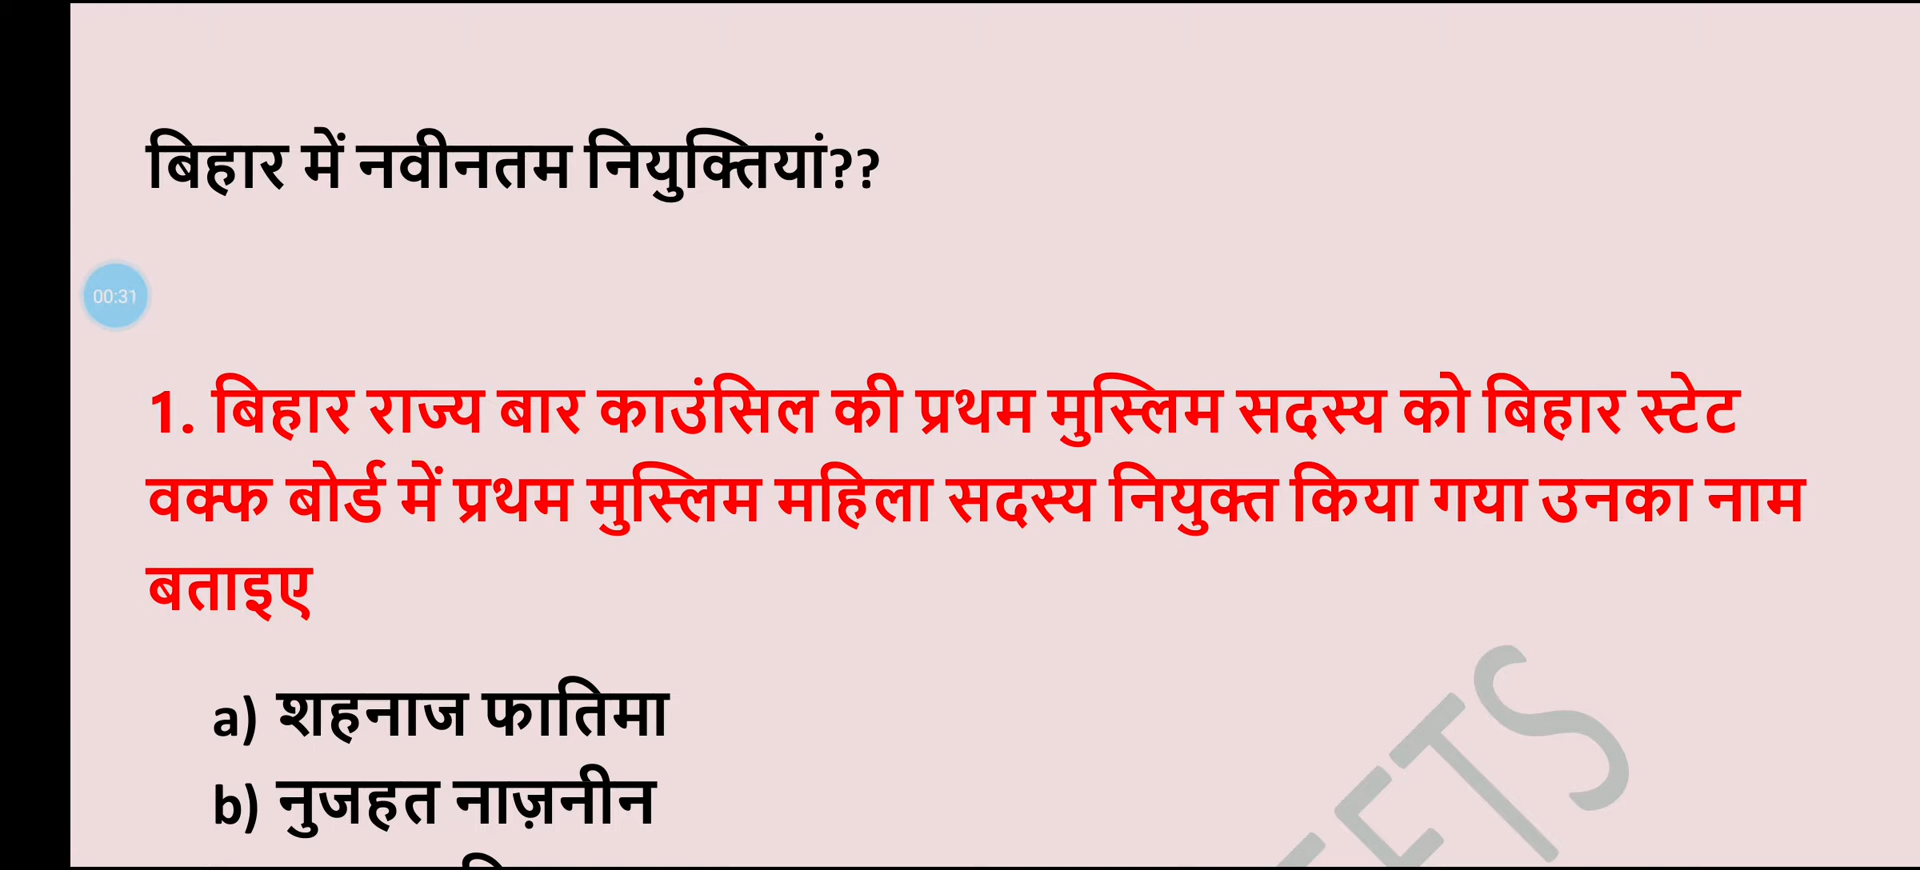 बिहार में नवीनतम नियुक्तियां??
00:31
1. बिहार राज्य बार काउंसिल की प्रथम मुस्लिम सदस्य को बिहार स्टेट
वक्फ बोर्ड में प्रथम मुस्लिम महिला सदस्य नियुक्त किया गया उनका नाम
बताइए
a) शहनाज फातिमा
b) नुजहत नाज़नीन